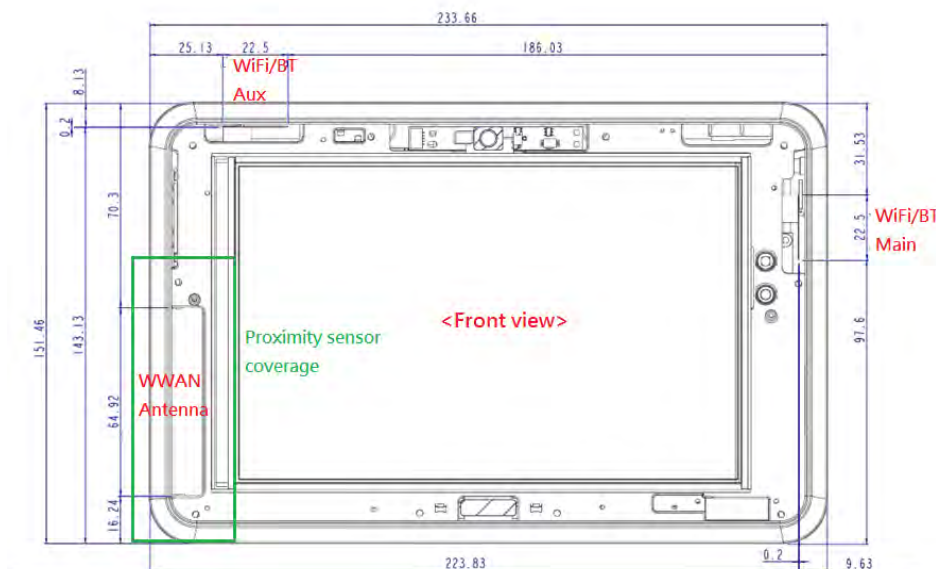 233.66
25.13
22.5
186.03
WiFi/BT
Aux
8.13
0.2
31.53
70.3
22.5
WiFi/BT
Main
151.46
143.13
<Front view>
Proximity sensor
coverage
97.6
WWAN
Antenna
64.92
16.24
223.83
0.2
9.63